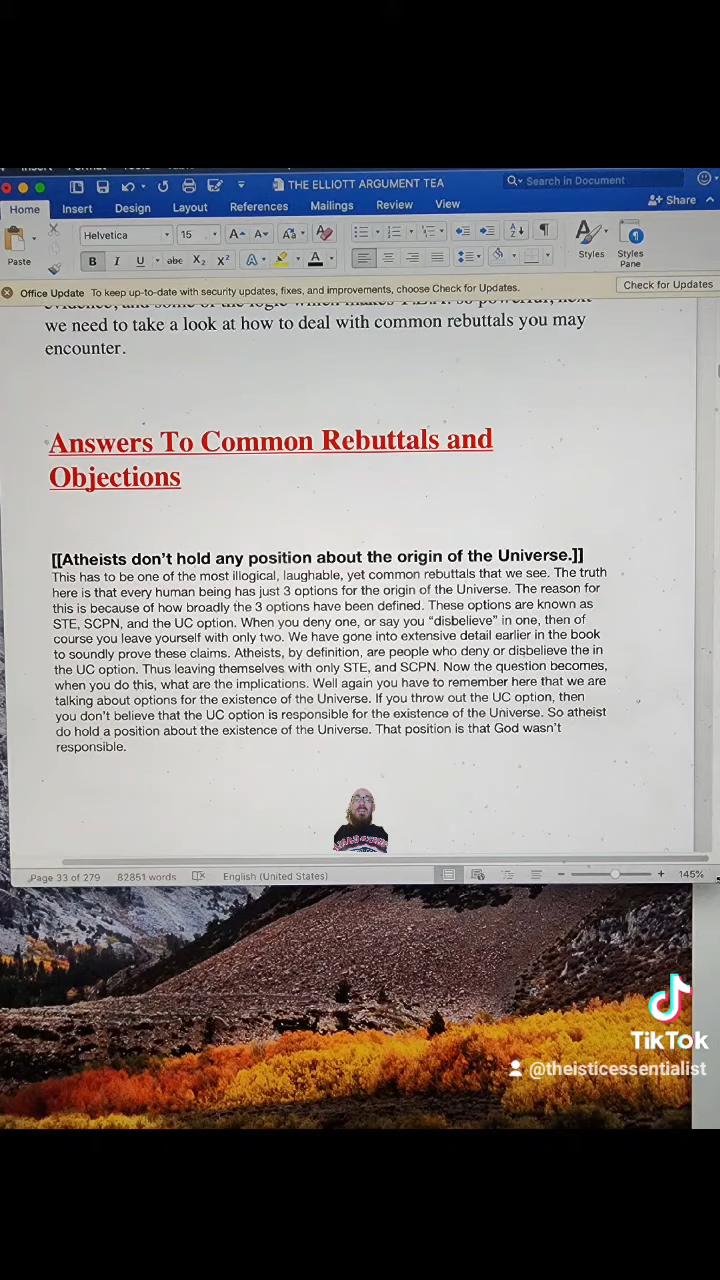 THE ELLIOTT ARGUMENT TEA
Search in Document
Home Insert Design Layout References Mailings Review View
Share
Paste
Helvetica 15
B I U abc X₂ X²
Styles Styles Pane
Office Update To keep up-to-date with security updates, fixes, and improvements, choose Check for Updates.
Check for Updates
we need to take a look at how to deal with common rebuttals you may
encounter.
Answers To Common Rebuttals and
Objections
[[Atheists don't hold any position about the origin of the Universe.]]
This has to be one of the most illogical, laughable, yet common rebuttals that we see. The truth
here is that every human being has just 3 options for the origin of the Universe. The reason for
this is because of how broadly the 3 options have been defined. These options are known as
STE, SCPN, and the UC option. When you deny one, or say you “disbelieve” in one, then of
course you leave yourself with only two. We have gone into extensive detail earlier in the book
to soundly prove these claims. Atheists, by definition, are people who deny or disbelieve the in
the UC option. Thus leaving themselves with only STE, and SCPN. Now the question becomes,
when you do this, what are the implications. Well again you have to remember here that we are
talking about options for the existence of the Universe. If you throw out the UC option, then
you don't believe that the UC option is responsible for the existence of the Universe. So atheist
do hold a position about the existence of the Universe. That position is that God wasn't
responsible.
Page 33 of 279 82851 words English (United States) 145%
TikTok
@theisticessentialist